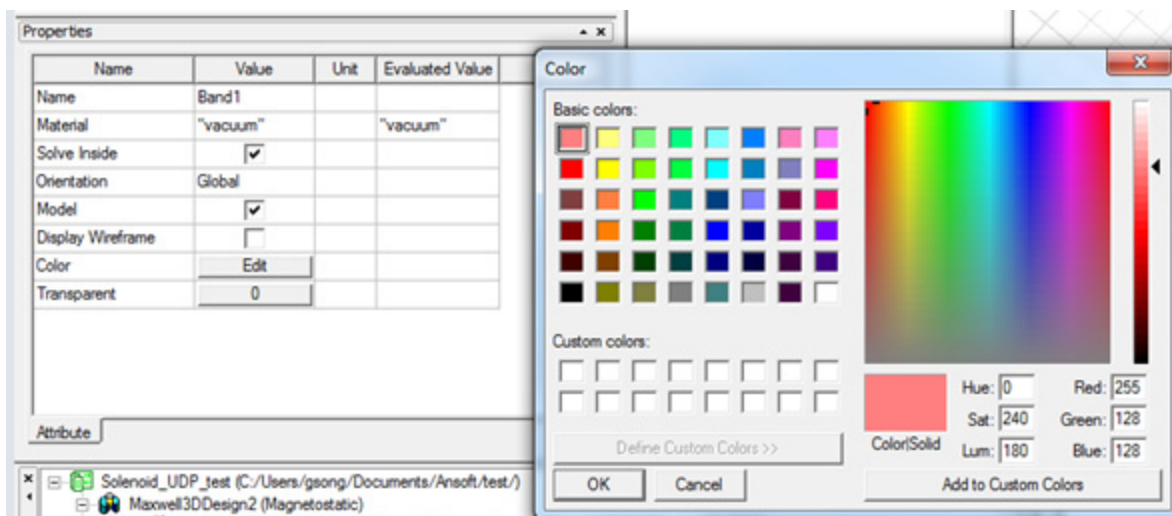 Properties
Name Value Unit Evaluated Value
Name Band1
Material "vacuum" "vacuum"
Solve Inside
Orientation Global
Model
Display Wireframe
Color Edit
Transparent 0
Attribute
Solenoid_UDP_test (C:/Users/gsong/Documents/Ansoft/test/)
Maxwell3DDesign2 (Magnetostatic)
Color
Basic colors:
Custom colors:
Define Custom Colors >>
OK Cancel
Color|Solid
Hue: 0 Red: 255
Sat: 240 Green: 128
Lum: 180 Blue: 128
Add to Custom Colors